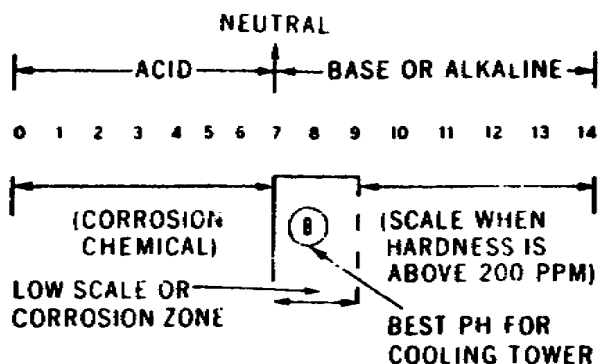 NEUTRAL
ACID
BASE OR ALKALINE
0 1 2 3 4 5 6 7 8 9 10 11 12 13 14
(CORROSION
CHEMICAL)
8
(SCALE WHEN
HARDNESS IS
ABOVE 200 PPM)
LOW SCALE OR
CORROSION ZONE
BEST PH FOR
COOLING TOWER